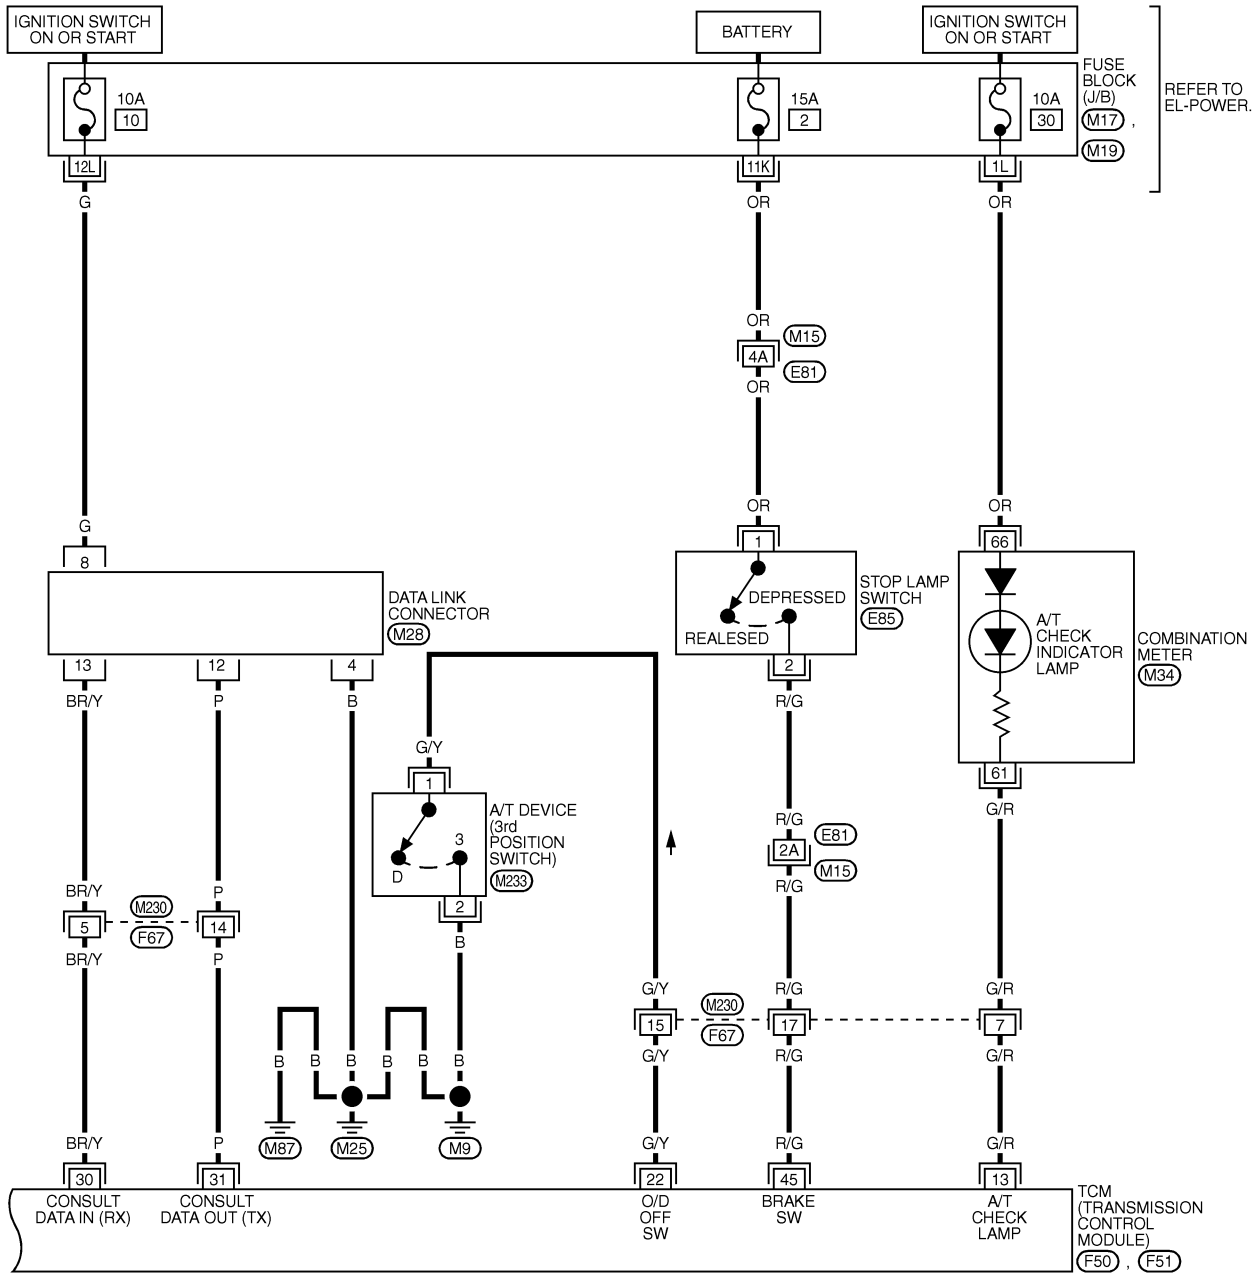 IGNITION SWITCH
ON OR START
BATTERY
IGNITION SWITCH
ON OR START
10A
10
15A
2
10A
30
FUSE
BLOCK
(J/B)
M17 ,
M19
REFER TO
EL-POWER.
12L
11K
1L
G
OR
OR
OR
M15
4A
E81
OR
G
OR
OR
8
1
66
DATA LINK
CONNECTOR
M28
DEPRESSED
REALESED
STOP LAMP
SWITCH
E85
A/T
CHECK
INDICATOR
LAMP
COMBINATION
METER
M34
13
12
4
2
BR/Y
P
B
R/G
G/Y
61
1
G/R
A/T DEVICE
(3rd
POSITION
SWITCH)
M233
3
D
2
R/G
E81
2A
M15
R/G
BR/Y
P
M230
5
14
F67
B
BR/Y
P
G/Y
R/G
G/R
M230
15
17
7
F67
B
B
B
B
B
B
G/Y
R/G
G/R
BR/Y
P
M87
M25
M9
G/Y
R/G
G/R
30
31
22
45
13
CONSULT
DATA IN (RX)
CONSULT
DATA OUT (TX)
O/D
OFF
SW
BRAKE
SW
A/T
CHECK
LAMP
TCM
(TRANSMISSION
CONTROL
MODULE)
F50 , F51